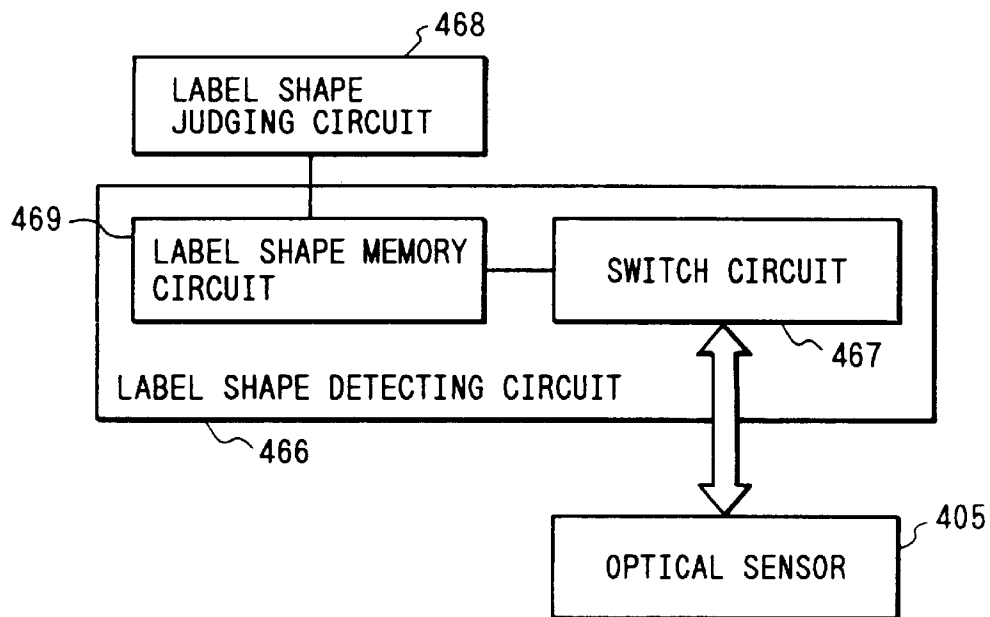 468
LABEL SHAPE
JUDGING CIRCUIT
469
LABEL SHAPE MEMORY
CIRCUIT
SWITCH CIRCUIT
467
LABEL SHAPE DETECTING CIRCUIT
466
405
OPTICAL SENSOR